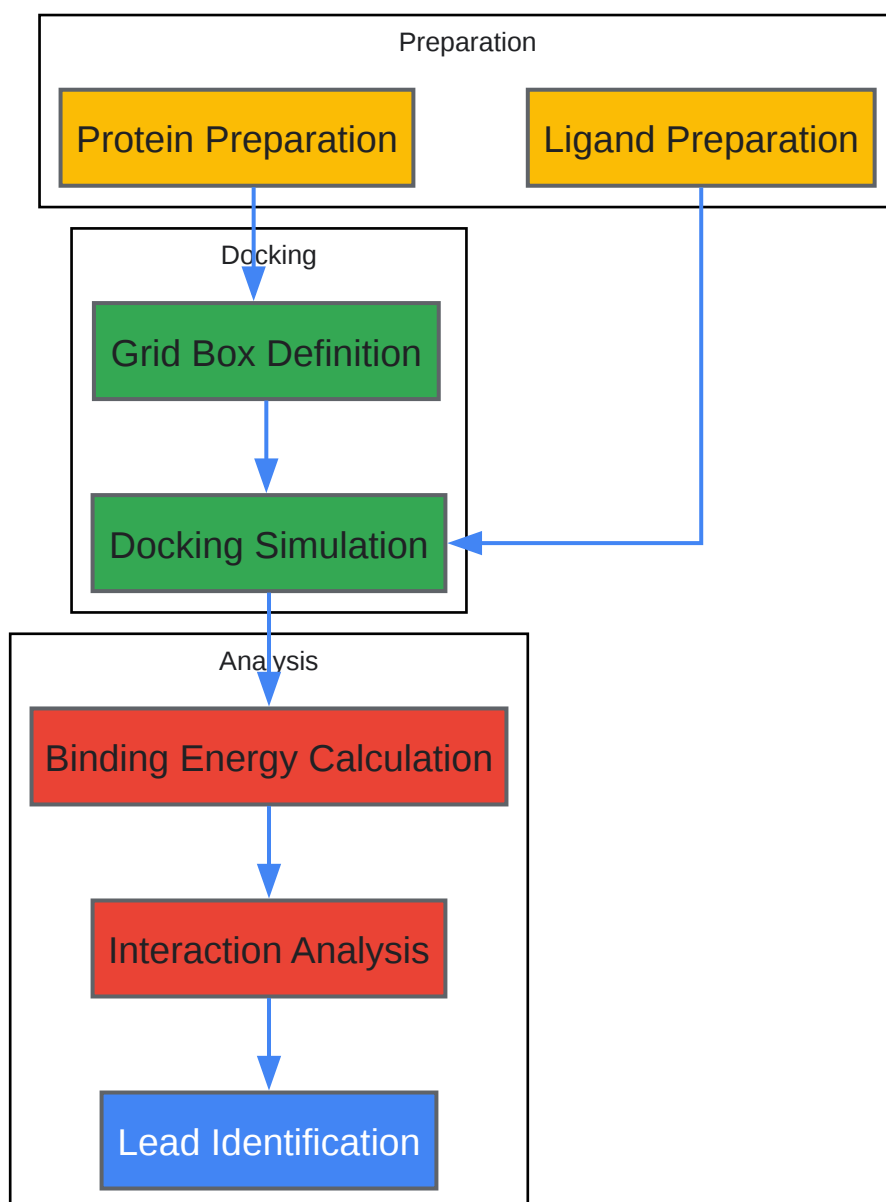 Preparation
Protein Preparation
Ligand Preparation
Docking
Grid Box Definition
Docking Simulation
Analysis
Binding Energy Calculation
Interaction Analysis
Lead Identification